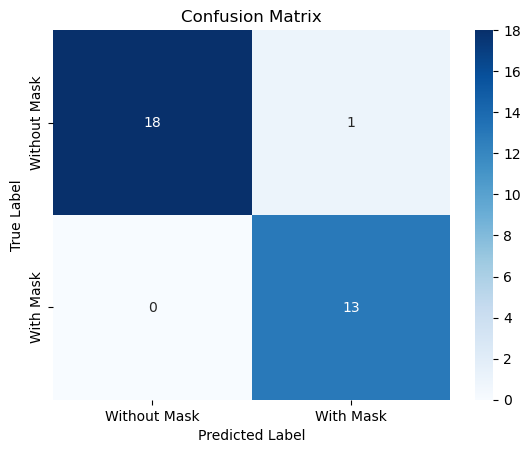 Confusion Matrix
True Label
Without Mask
With Mask
18
1
0
13
Without Mask
With Mask
Predicted Label
18
16
14
12
10
8
6
4
2
0